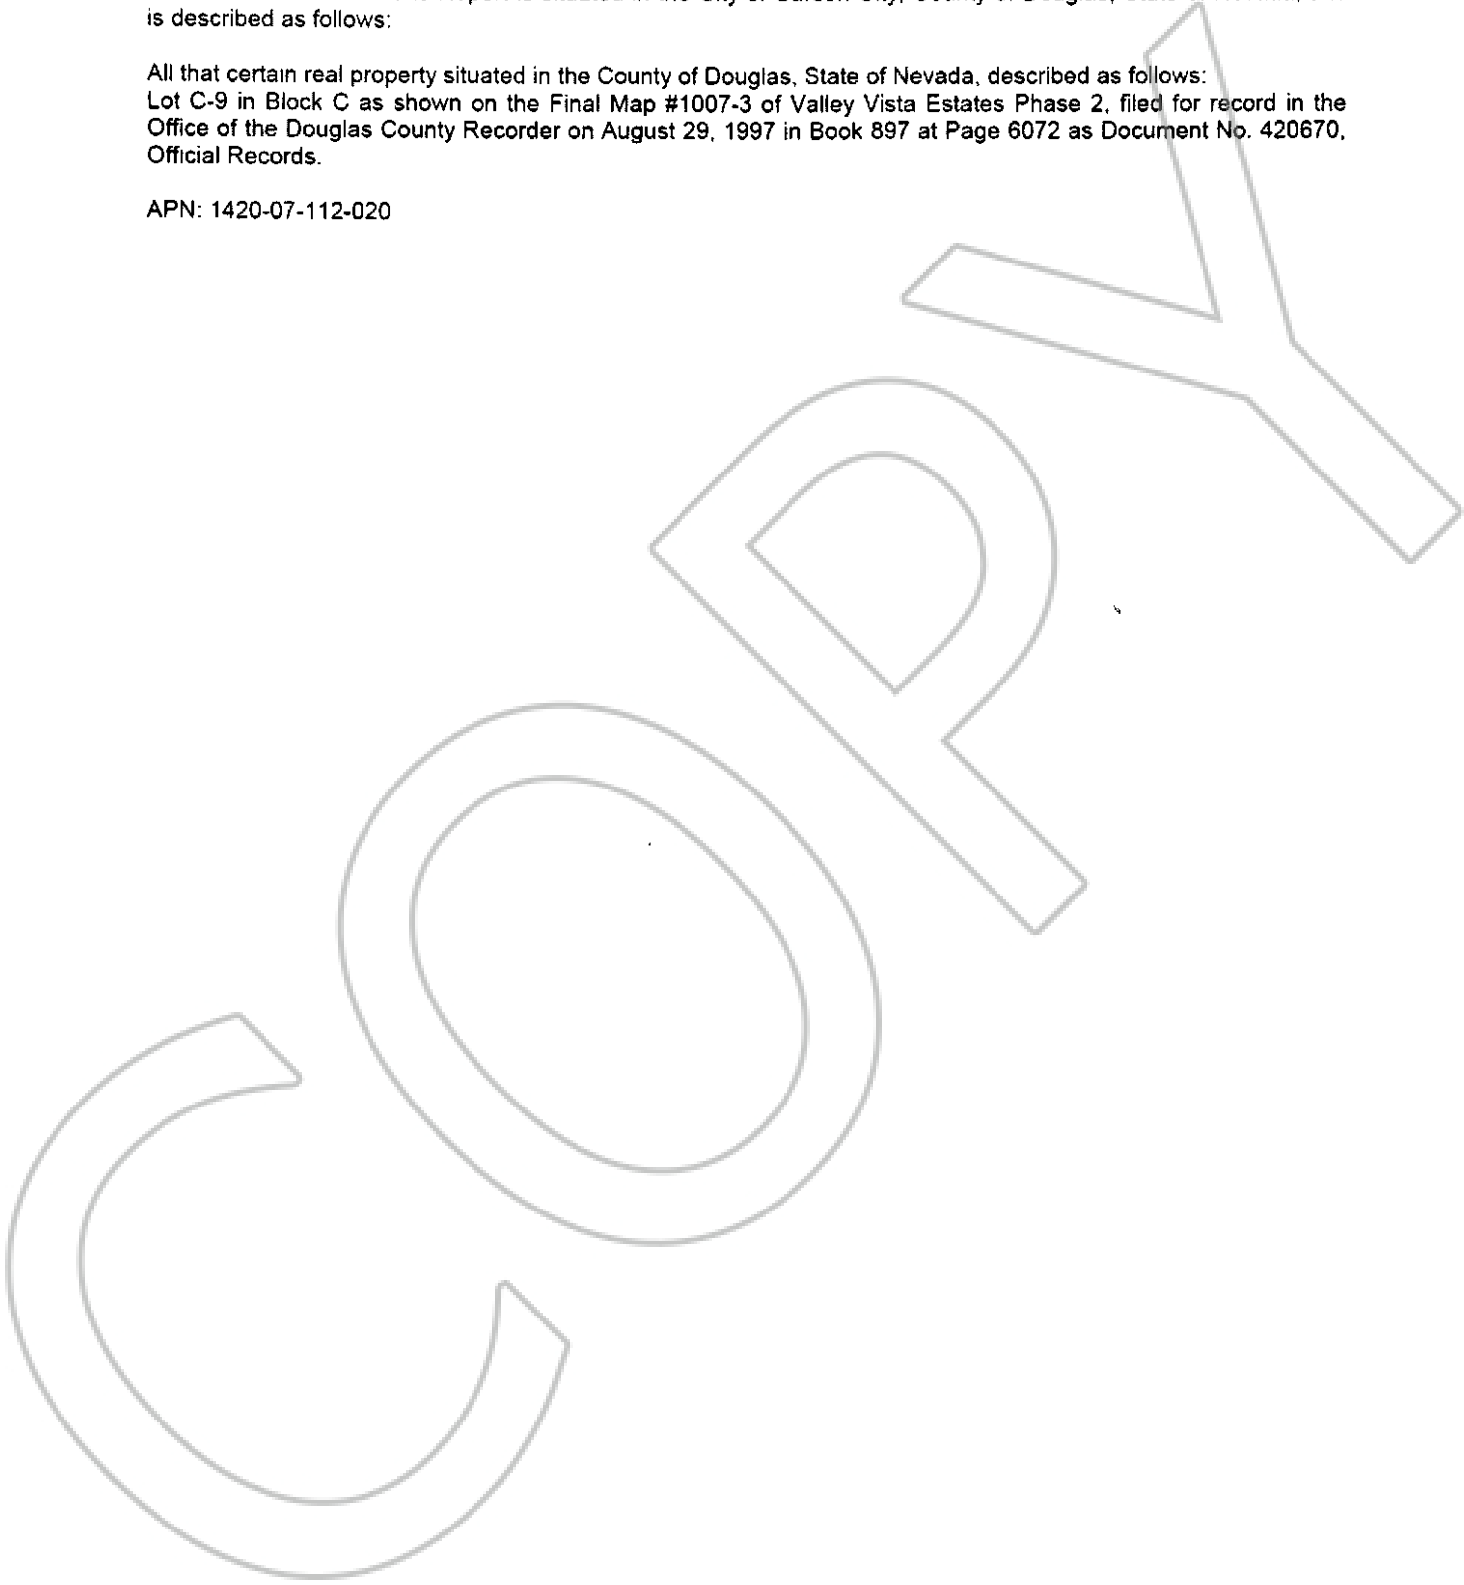 is described as follows:
All that certain real property situated in the County of Douglas, State of Nevada, described as follows:
Lot C-9 in Block C as shown on the Final Map #1007-3 of Valley Vista Estates Phase 2, filed for record in the
Office of the Douglas County Recorder on August 29, 1997 in Book 897 at Page 6072 as Document No. 420670,
Official Records.
APN: 1420-07-112-020
COPY